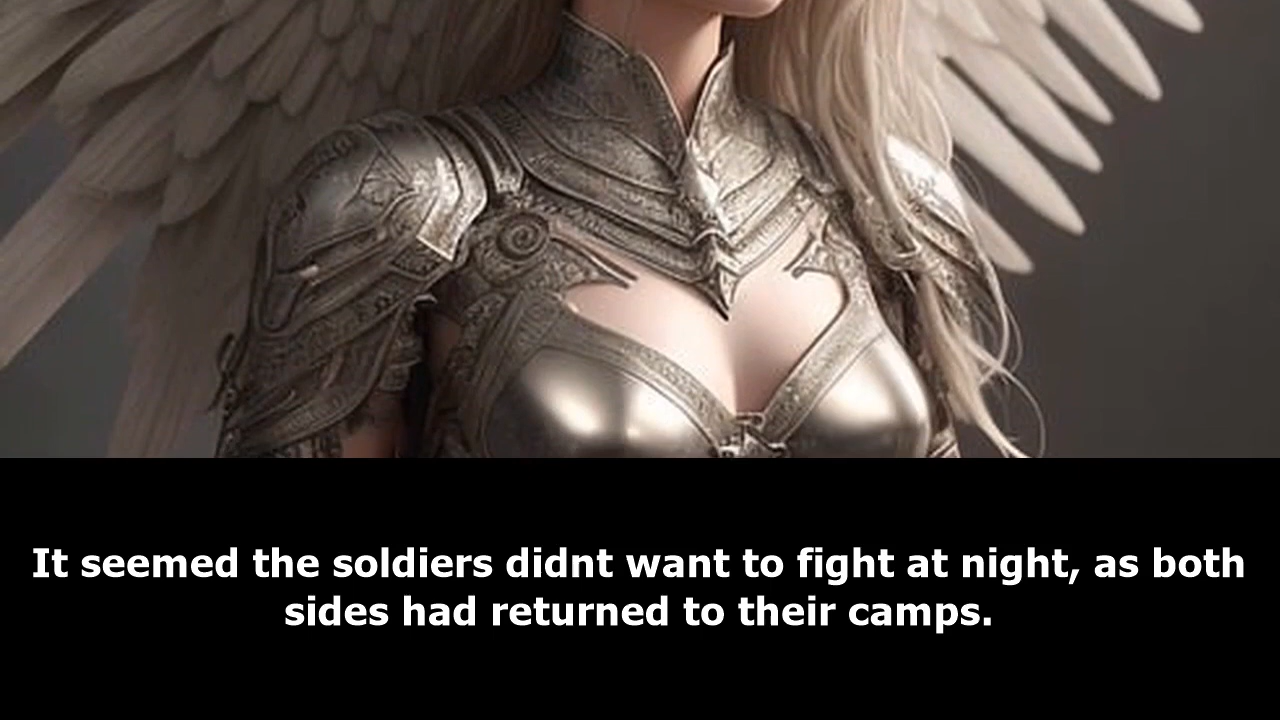 It seemed the soldiers didnt want to fight at night, as both
sides had returned to their camps.